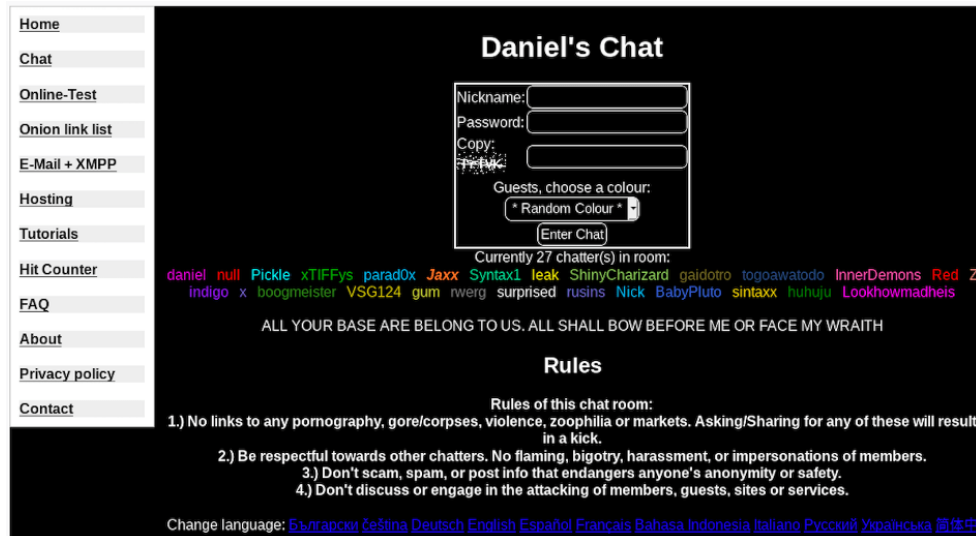 Home
Chat
Online-Test
Onion link list
E-Mail + XMPP
Hosting
Tutorials
Hit Counter
FAQ
About
Privacy policy
Contact
Daniel's Chat
Nickname:
Password:
Copy:
Guests, choose a colour:
* Random Colour *
Enter Chat
Currently 27 chatter(s) in room:
daniel null Pickle xTIFFys parad0x Jaxx Syntax1 leak ShinyCharizard gaidotro togoawatodo InnerDemons Red Z
indigo x boogmeister VSG124 gum rwerg surprised rusins Nick BabyPluto sintaxx huhuju Lookhowmadheis
ALL YOUR BASE ARE BELONG TO US. ALL SHALL BOW BEFORE ME OR FACE MY WRAITH
Rules
Rules of this chat room:
1.) No links to any pornography, gore/corpses, violence, zoophilia or markets. Asking/Sharing for any of these will result
in a kick.
2.) Be respectful towards other chatters. No flaming, bigotry, harassment, or impersonations of members.
3.) Don't scam, spam, or post info that endangers anyone's anonymity or safety.
4.) Don't discuss or engage in the attacking of members, guests, sites or services.
Change language: Български čeština Deutsch English Español Français Bahasa Indonesia Italiano Русский Українська 简体中